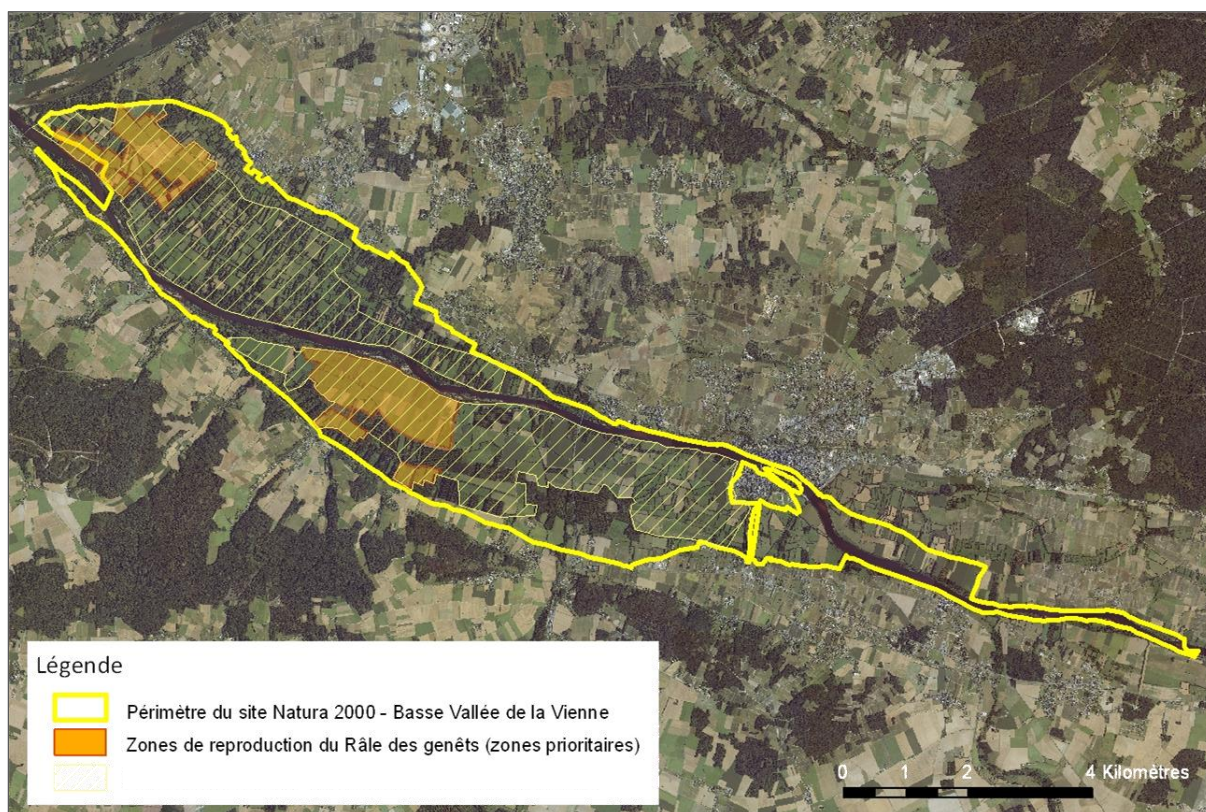 Légende
Périmètre du site Natura 2000 - Basse Vallée de la Vienne
Zones de reproduction du Râle des genêts (zones prioritaires)
0 1 2 4 Kilomètres